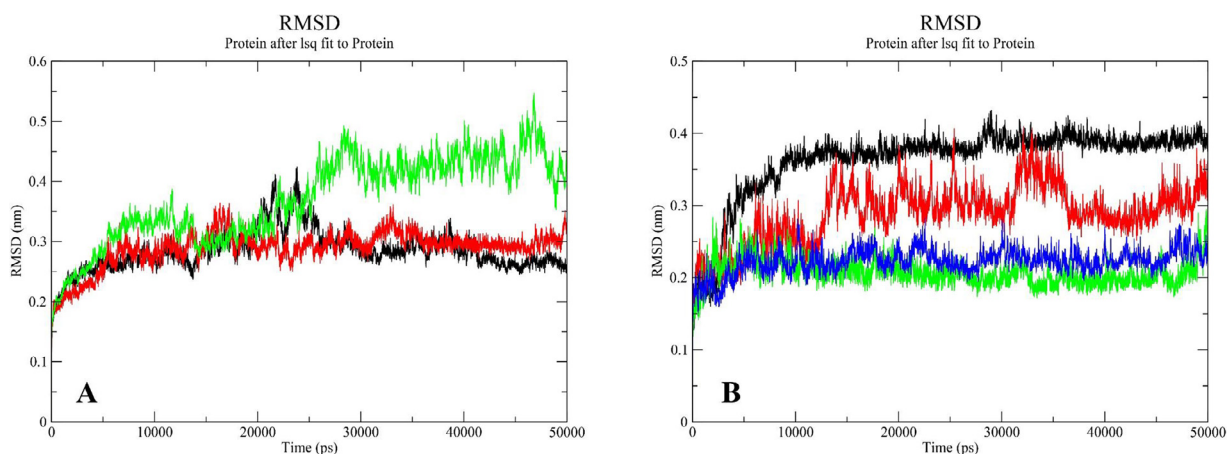 RMSD
Protein after lsq fit to Protein
0.6
0.5
0.4
0.3
0.2
0.1
0
RMSD (nm)
A
0 10000 20000 30000 40000 50000
Time (ps)
RMSD
Protein after lsq fit to Protein
0.5
0.4
0.3
0.2
0.1
0
RMSD (nm)
B
0 10000 20000 30000 40000 50000
Time (ps)